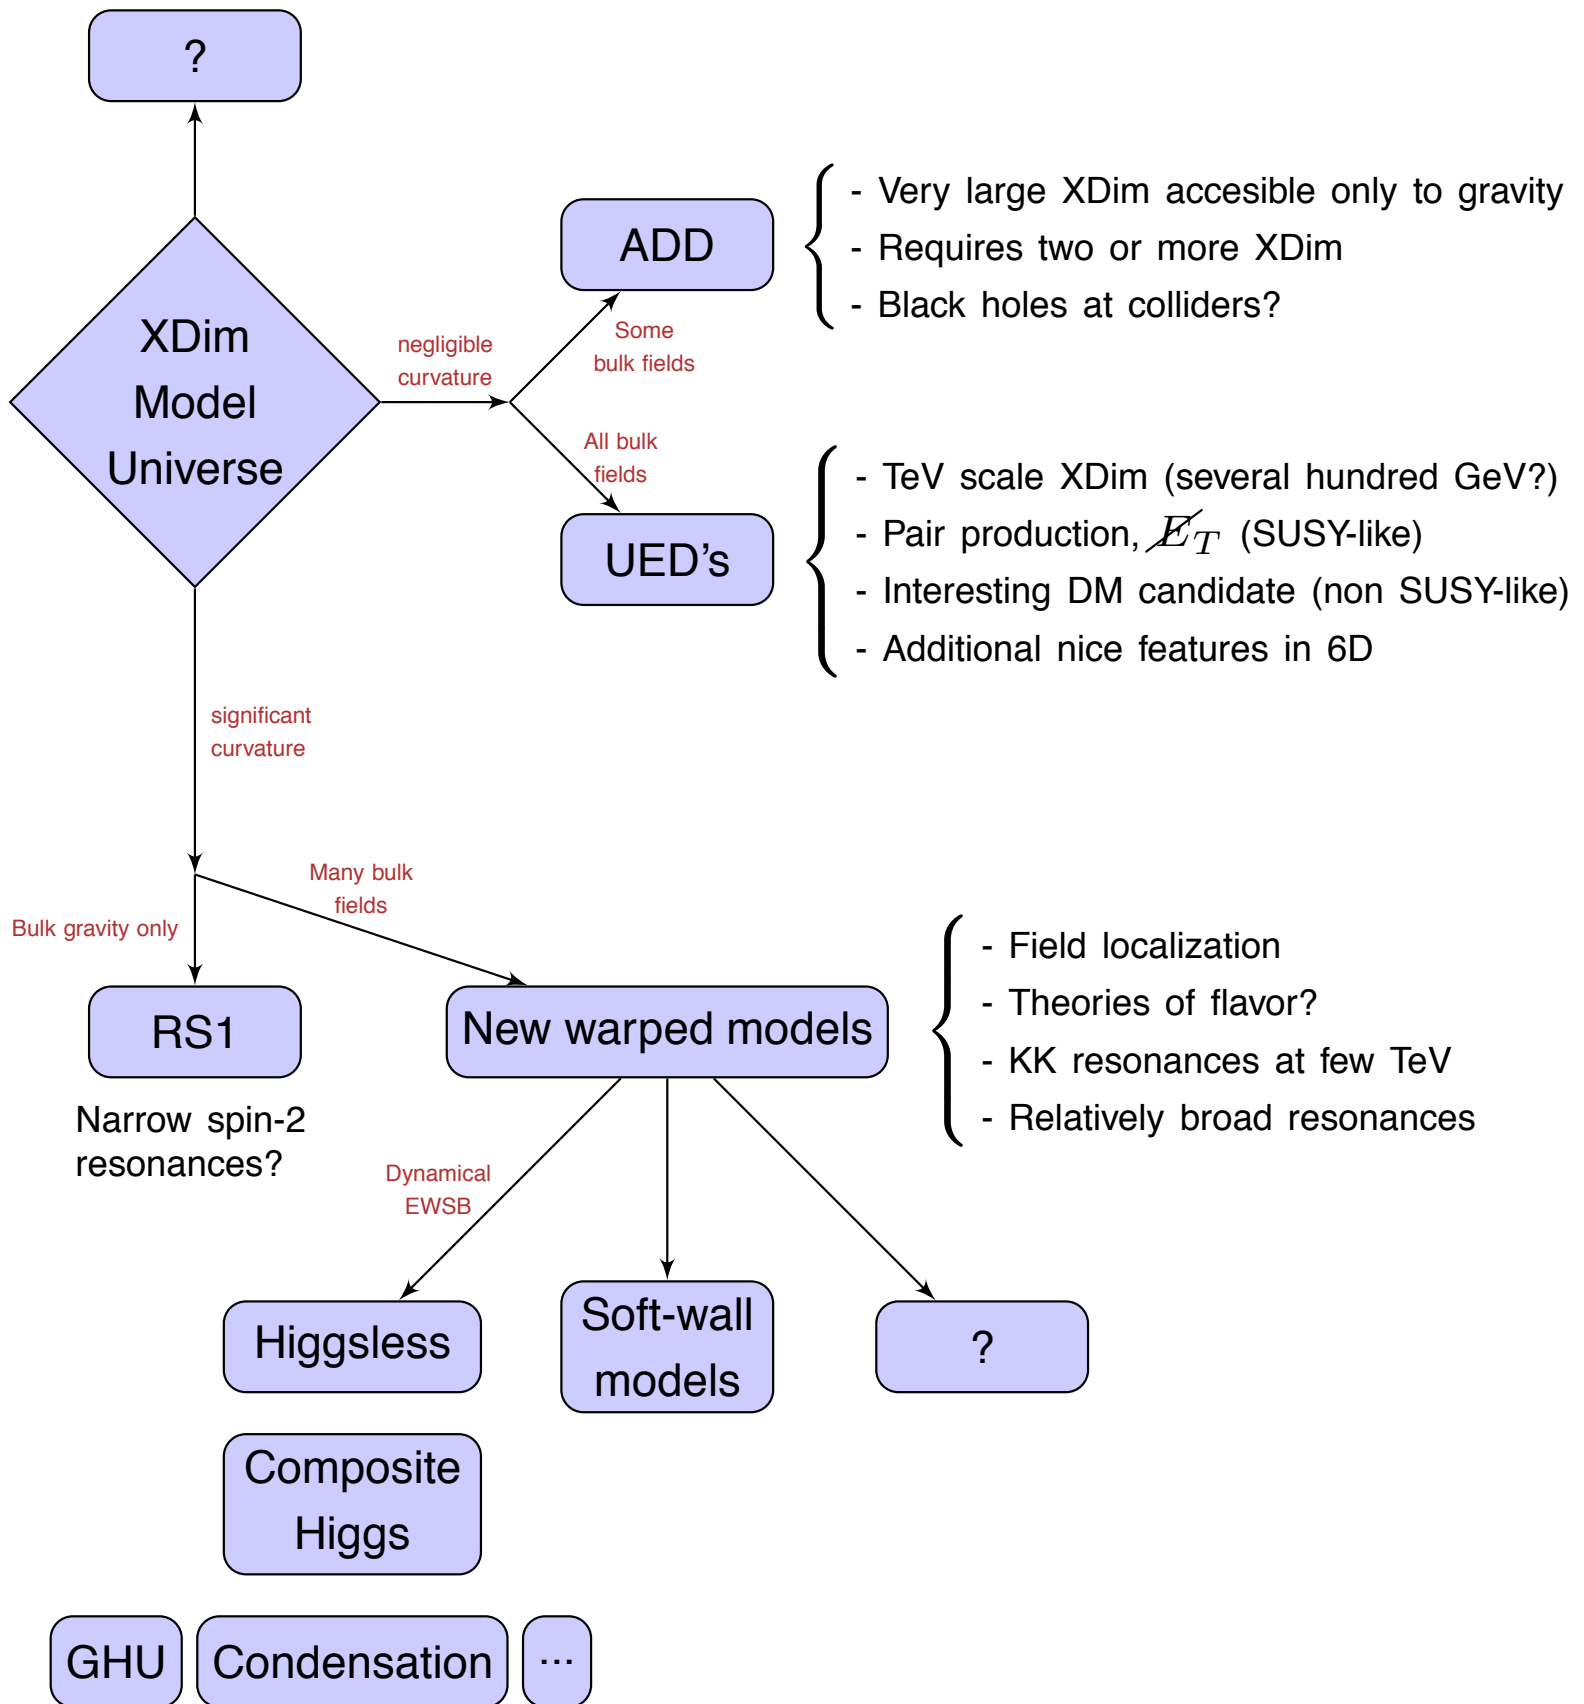 ?
XDim
Model
Universe
negligible
curvature
Some
bulk fields
ADD
- Very large XDim accesible only to gravity
- Requires two or more XDim
- Black holes at colliders?
All bulk
fields
UED's
- TeV scale XDim (several hundred GeV?)
- Pair production, E̸_T (SUSY-like)
- Interesting DM candidate (non SUSY-like)
- Additional nice features in 6D
significant
curvature
Bulk gravity only
Many bulk
fields
RS1
Narrow spin-2
resonances?
New warped models
- Field localization
- Theories of flavor?
- KK resonances at few TeV
- Relatively broad resonances
Dynamical
EWSB
Higgsless
Soft-wall
models
?
Composite
Higgs
GHU
Condensation
...